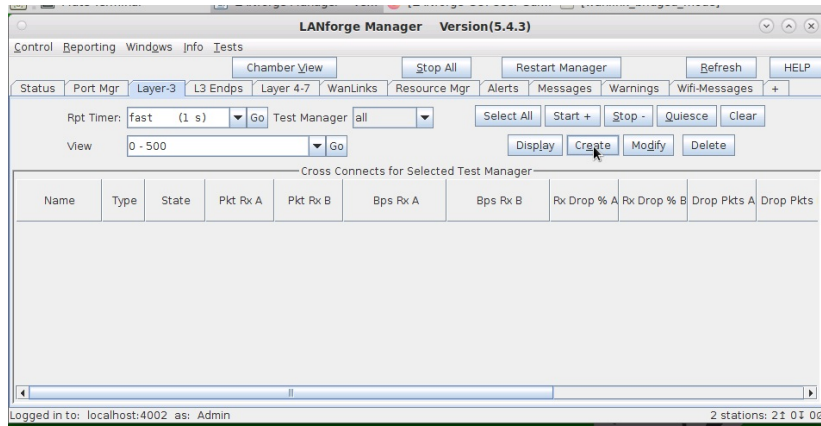 LANforge Manager Version(5.4.3)
Control Reporting Windows Info Tests
Chamber View Stop All Restart Manager Refresh HELP
Status Port Mgr Layer-3 L3 Endps Layer 4-7 WanLinks Resource Mgr Alerts Messages Warnings Wifi-Messages +
Rpt Timer: fast (1 s) Go Test Manager all Select All Start + Stop - Quiesce Clear
View 0 - 500 Go Display Create Modify Delete
Cross Connects for Selected Test Manager
Name Type State Pkt Rx A Pkt Rx B Bps Rx A Bps Rx B Rx Drop % A Rx Drop % B Drop Pkts A Drop Pkts
Logged in to: localhost:4002 as: Admin 2 stations: